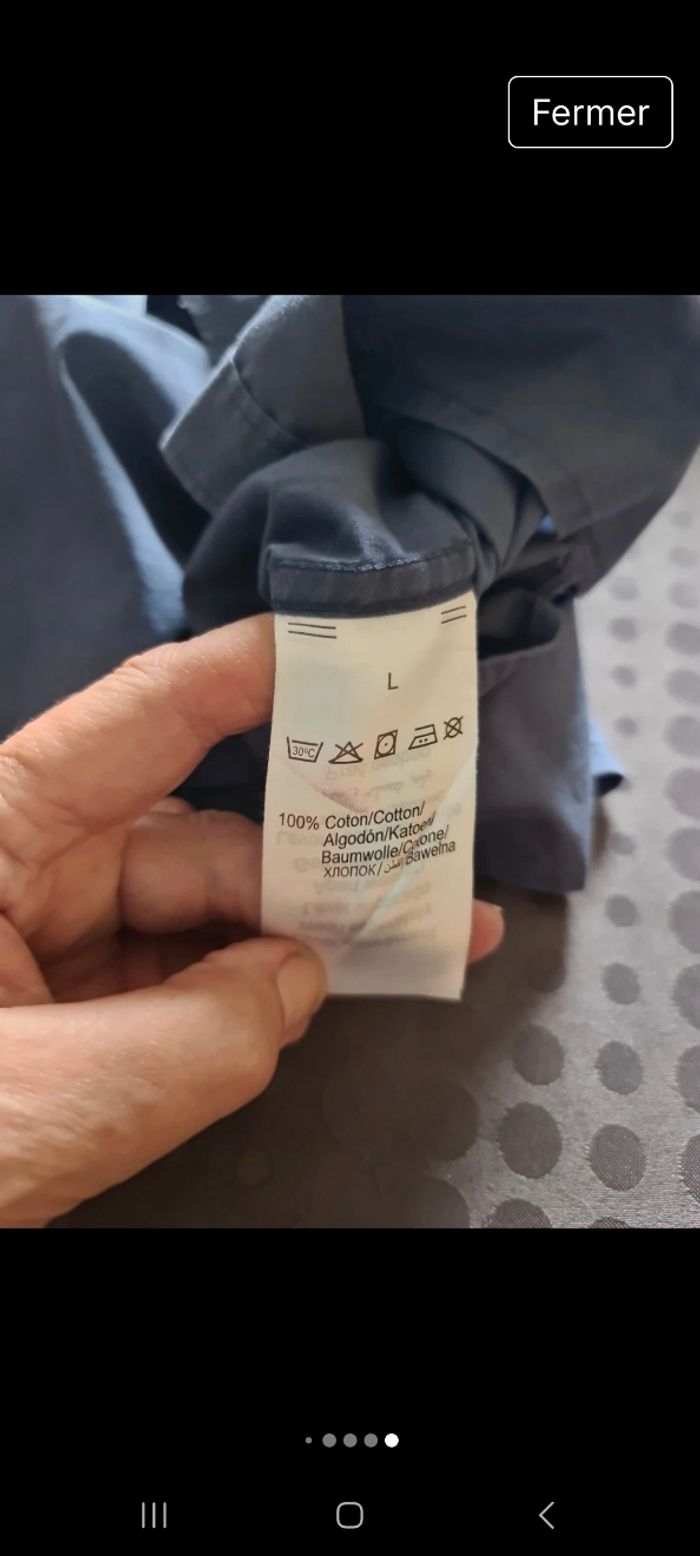 Fermer
L
30°C
100% Coton/Cotton/
Algodón/Katoen/
Baumwolle/Cotone/
ХЛОПОК/قطن/Bawełna